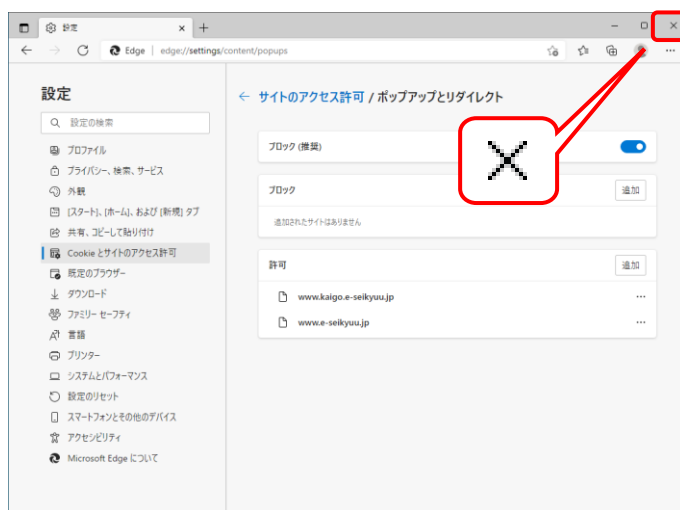 設定
Edge | edge://settings/content/popups
設定
設定の検索
プロファイル
プライバシー、検索、サービス
外観
[スタート]、[ホーム]、および [新規] タブ
共有、コピーして貼り付け
Cookie とサイトのアクセス許可
既定のブラウザー
ダウンロード
ファミリー セーフティ
言語
プリンター
システムとパフォーマンス
設定のリセット
スマートフォンとその他のデバイス
アクセシビリティ
Microsoft Edge について
サイトのアクセス許可 / ポップアップとリダイレクト
ブロック (推奨)
ブロック
追加
追加されたサイトはありません
許可
追加
www.kaigo.e-seikyuu.jp
www.e-seikyuu.jp